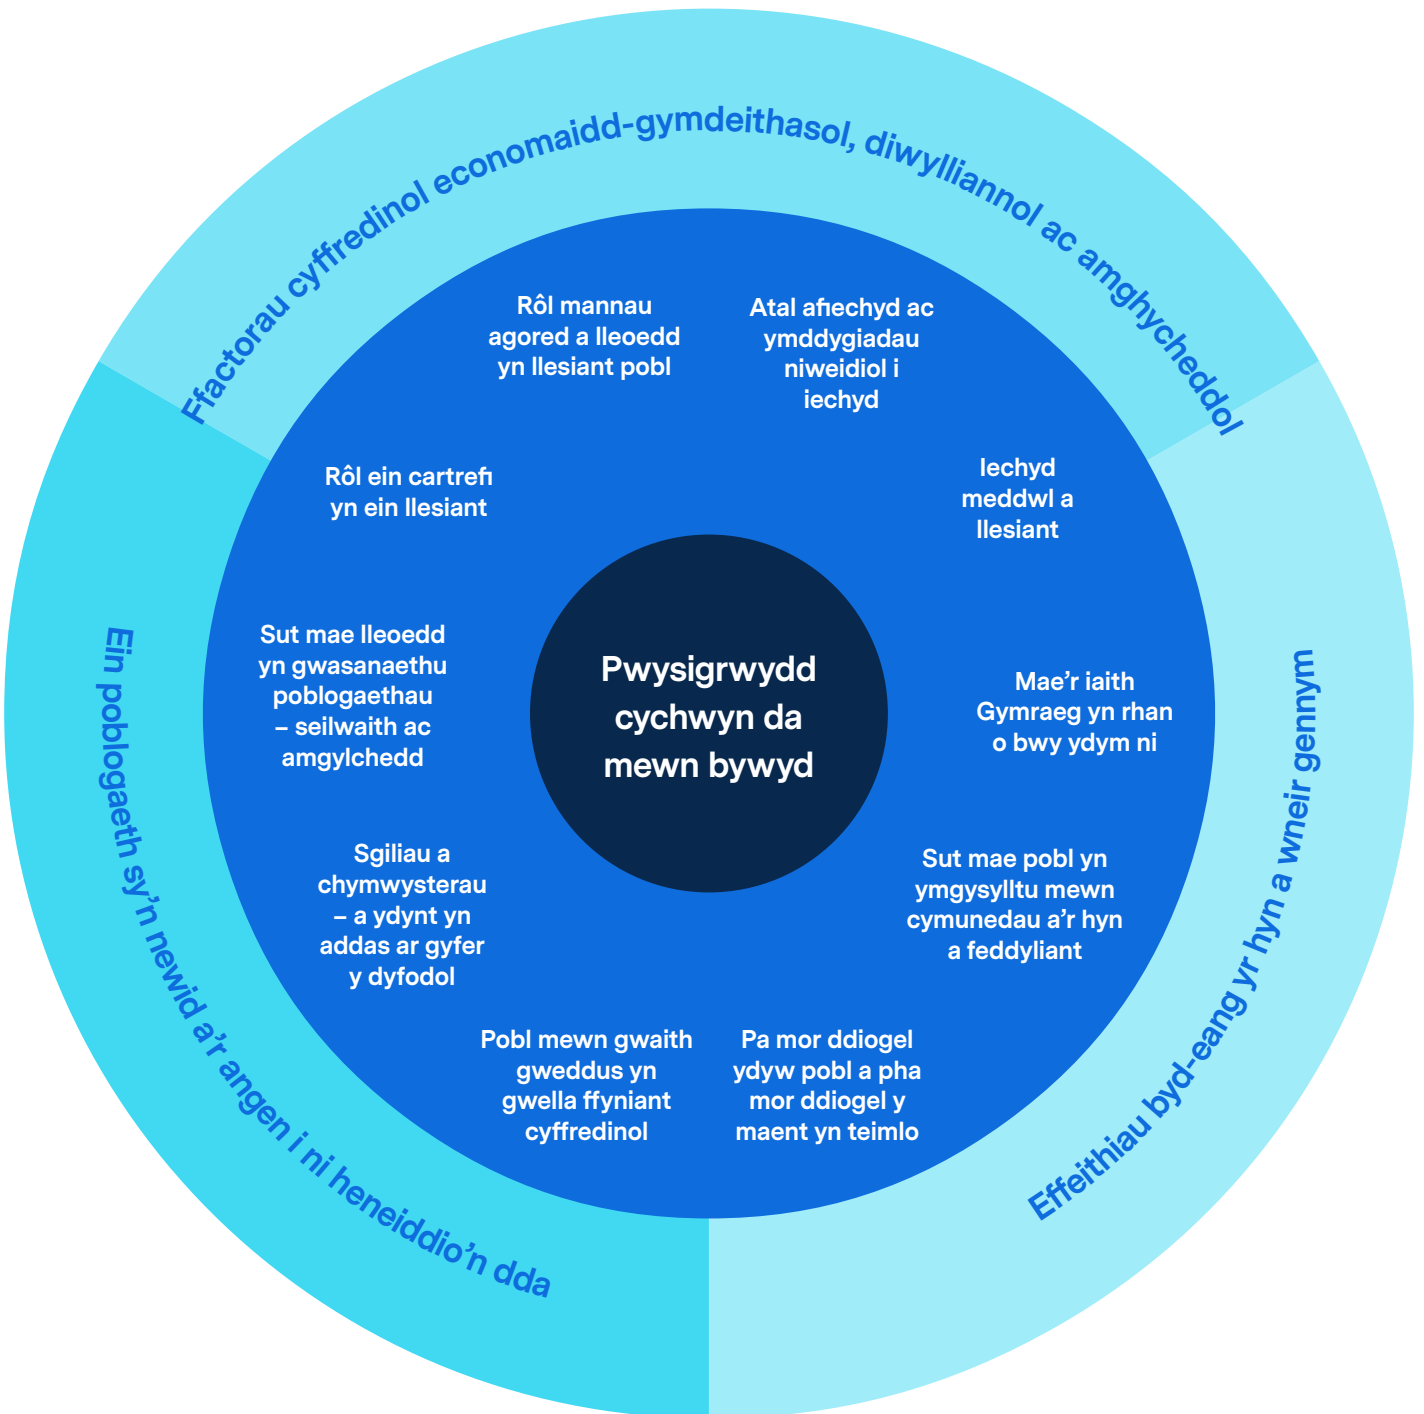 Ffactorau cyffredinol economaidd-gymdeithasol, diwylliannol ac amghycheddol
Rôl mannau
agored a lleoedd
yn llesiant pobl
Atal afiechyd ac
ymddygiadau
niweidiol i
iechyd
Iechyd
meddwl a
llesiant
Mae’r iaith
Gymraeg yn rhan
o bwy ydym ni
Sut mae pobl yn
ymgysylltu mewn
cymunedau a’r hyn
a feddyliant
Pa mor ddiogel
ydyw pobl a pha
mor ddiogel y
maent yn teimlo
Pobl mewn gwaith
gweddus yn
gwella ffyniant
cyffredinol
Sgiliau a
chymwysterau
– a ydynt yn
addas ar gyfer
y dyfodol
Sut mae lleoedd
yn gwasanaethu
poblogaethau
– seilwaith ac
amgylchedd
Rôl ein cartrefi
yn ein llesiant
Pwysigrwydd
cychwyn da
mewn bywyd
Effeithiau byd-eang yr hyn a wneir gennym
Ein poblogaeth sy’n newid a’r angen i ni heneiddio’n dda